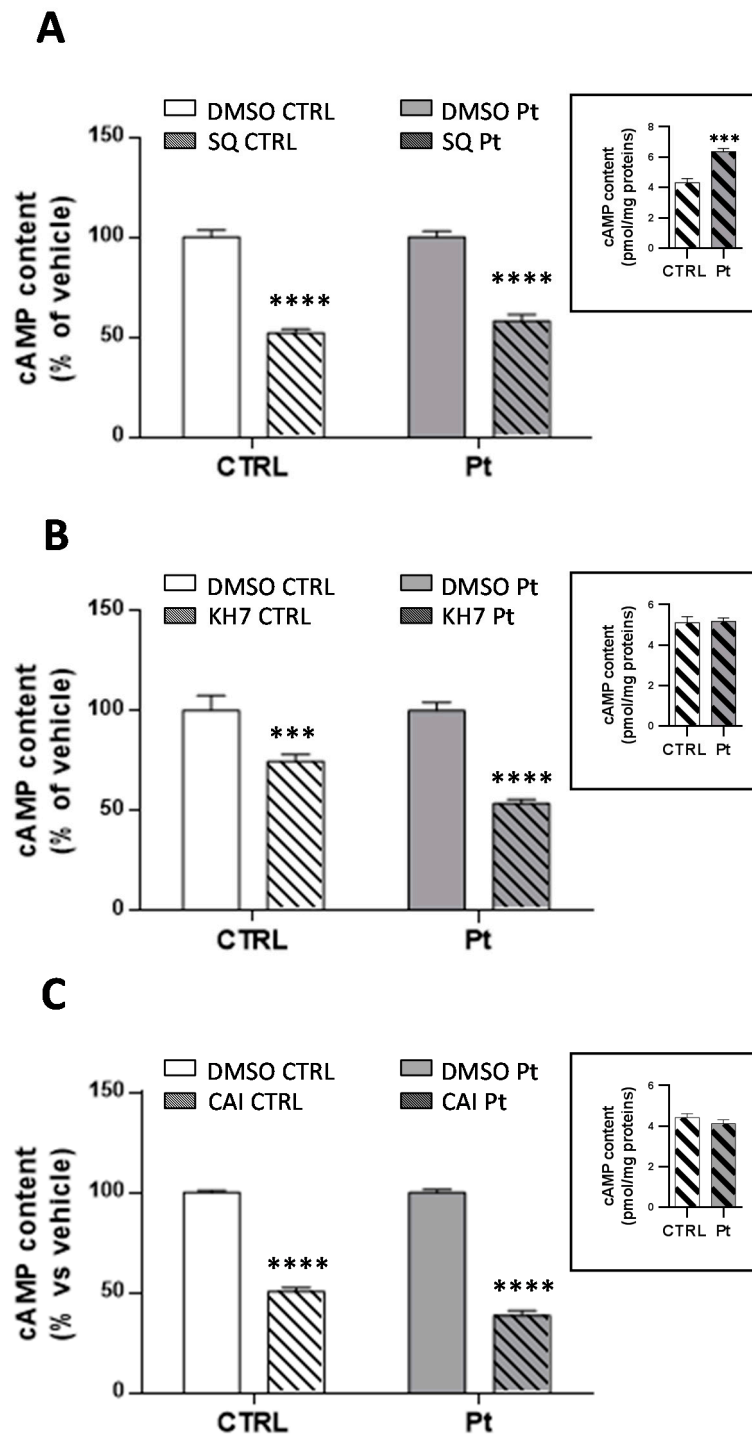 A
DMSO CTRL
SQ CTRL
DMSO Pt
SQ Pt
cAMP content
(% of vehicle)
150
100
50
0
****
****
CTRL
Pt
cAMP content
(pmol/mg proteins)
8
6
4
2
0
***
CTRL Pt
B
DMSO CTRL
KH7 CTRL
DMSO Pt
KH7 Pt
cAMP content
(% of vehicle)
150
100
50
0
***
****
CTRL
Pt
cAMP content
(pmol/mg proteins)
6
4
2
0
CTRL Pt
C
DMSO CTRL
CAI CTRL
DMSO Pt
CAI Pt
cAMP content
(% vs vehicle)
150
100
50
0
****
****
CTRL
Pt
cAMP content
(pmol/mg proteins)
6
4
2
0
CTRL Pt